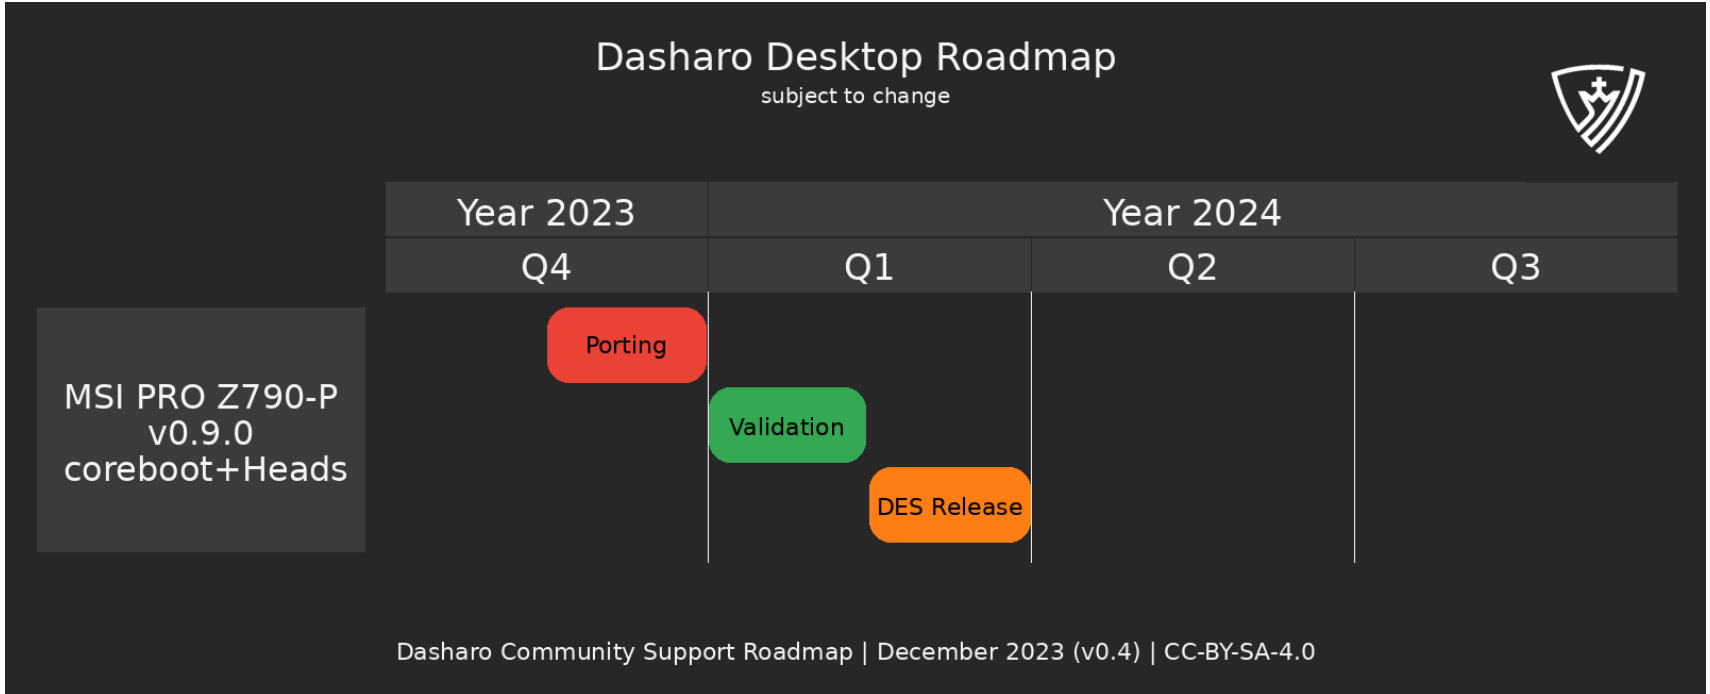 Dasharo Desktop Roadmap
subject to change
Year 2023
Year 2024
Q4
Q1
Q2
Q3
MSI PRO Z790-P
v0.9.0
coreboot+Heads
Porting
Validation
DES Release
Dasharo Community Support Roadmap | December 2023 (v0.4) | CC-BY-SA-4.0